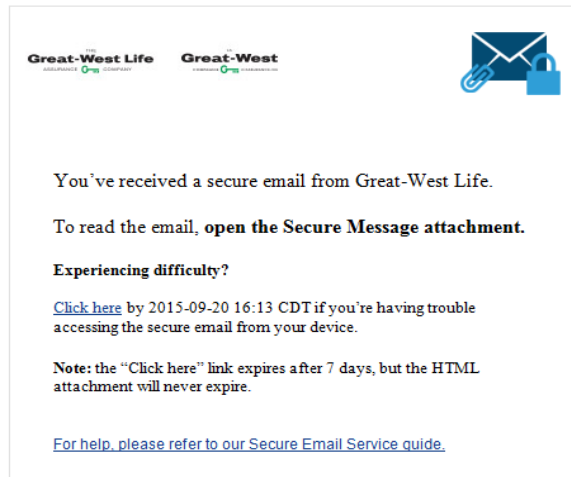 THE
Great-West Life
ASSURANCE COMPANY
Great-West
You've received a secure email from Great-West Life.
To read the email, open the Secure Message attachment.
Experiencing difficulty?
Click here by 2015-09-20 16:13 CDT if you're having trouble
accessing the secure email from your device.
Note: the “Click here” link expires after 7 days, but the HTML
attachment will never expire.
For help, please refer to our Secure Email Service guide.